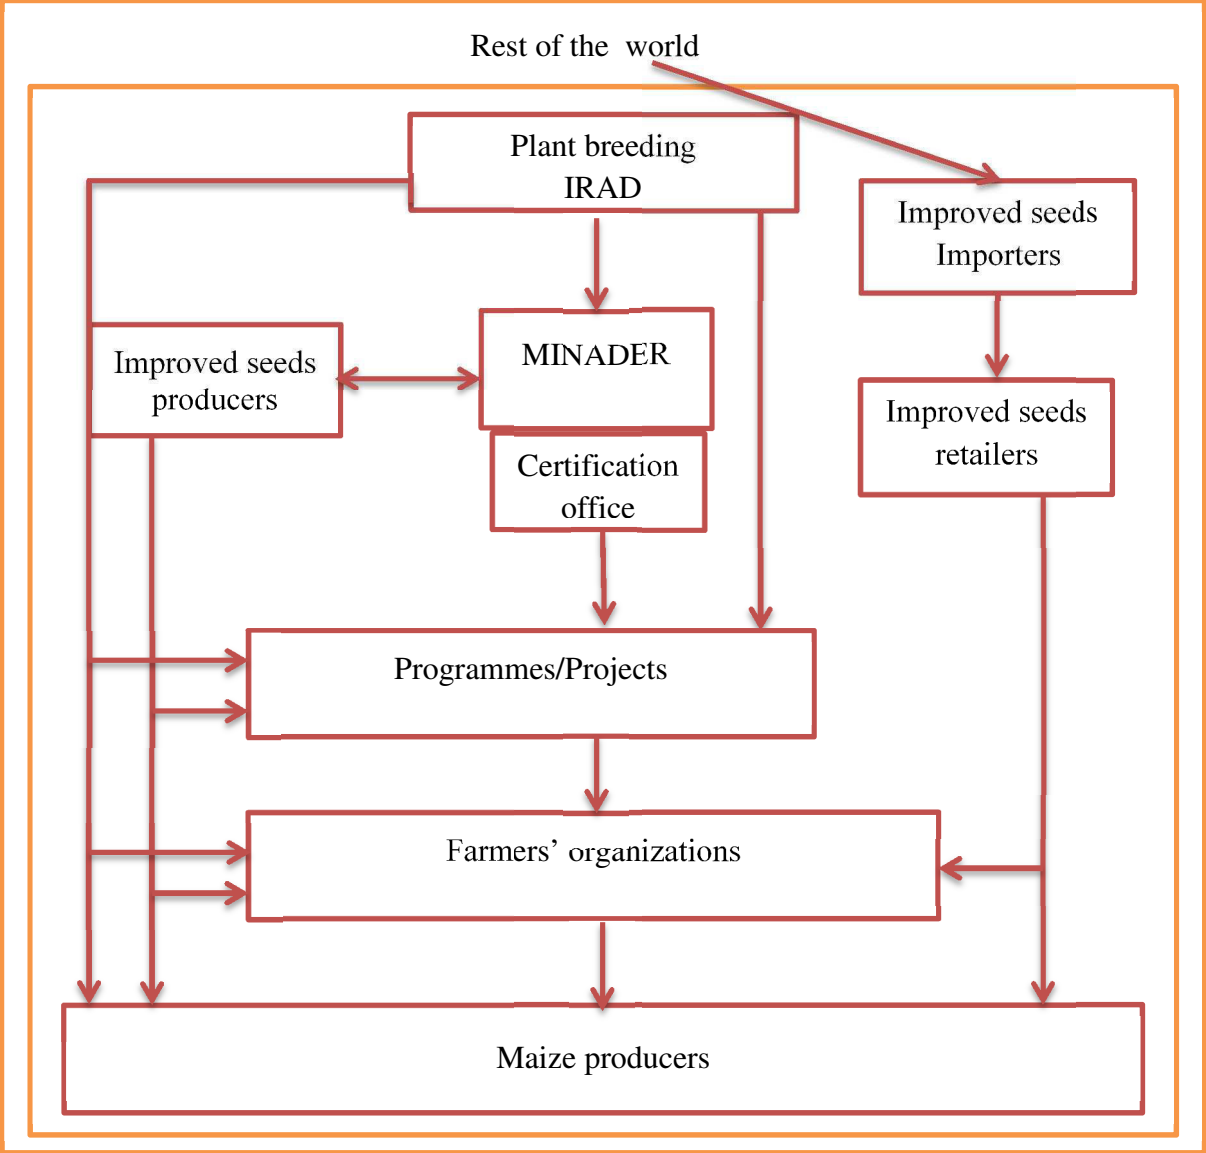 Rest of the world
Plant breeding
IRAD
Improved seeds
Importers
Improved seeds
producers
MINADER
Certification
office
Improved seeds
retailers
Programmes/Projects
Farmers’ organizations
Maize producers